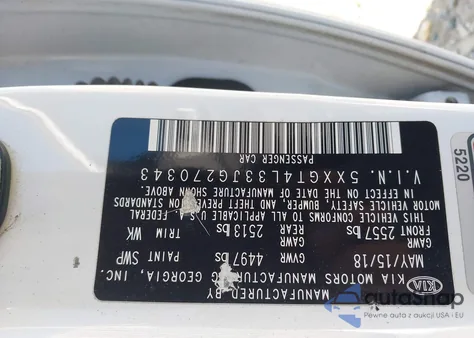 MANUFACTURED BY
KIA MOTORS MANUFACTURING GEORGIA, INC.
KIA
MAY/15/18 GVWR 4497 lbs PAINT SWP
GAWR FRONT 2557 lbs GAWR REAR 2513 lbs TRIM WK
THIS VEHICLE CONFORMS TO ALL APPLICABLE U.S.A. FEDERAL
MOTOR VEHICLE SAFETY, BUMPER, AND THEFT PREVENTION STANDARDS
IN EFFECT ON THE DATE OF MANUFACTURE SHOWN ABOVE.
V.I.N. 5XXGT4L33JG270343
PASSENGER CAR
5220
autoSnap
Pewne auta z aukcji USA i EU